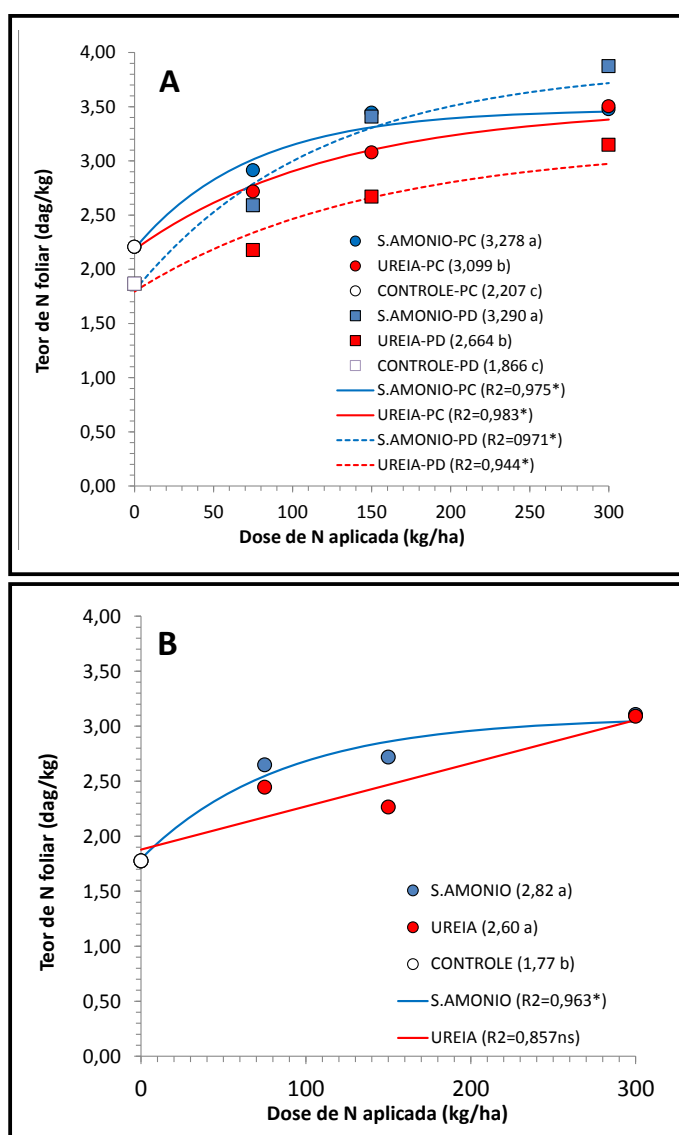 A
Teor de N foliar (dag/kg)
4,00
3,50
3,00
2,50
2,00
1,50
1,00
0,50
0,00
S.AMONIO-PC (3,278 a)
UREIA-PC (3,099 b)
CONTROLE-PC (2,207 c)
S.AMONIO-PD (3,290 a)
UREIA-PD (2,664 b)
CONTROLE-PD (1,866 c)
S.AMONIO-PC (R2=0,975*)
UREIA-PC (R2=0,983*)
S.AMONIO-PD (R2=0971*)
UREIA-PD (R2=0,944*)
0 50 100 150 200 250 300
Dose de N aplicada (kg/ha)
B
Teor de N foliar (dag/kg)
4,00
3,50
3,00
2,50
2,00
1,50
1,00
0,50
0,00
S.AMONIO (2,82 a)
UREIA (2,60 a)
CONTROLE (1,77 b)
S.AMONIO (R2=0,963*)
UREIA (R2=0,857ns)
0 100 200 300
Dose de N aplicada (kg/ha)